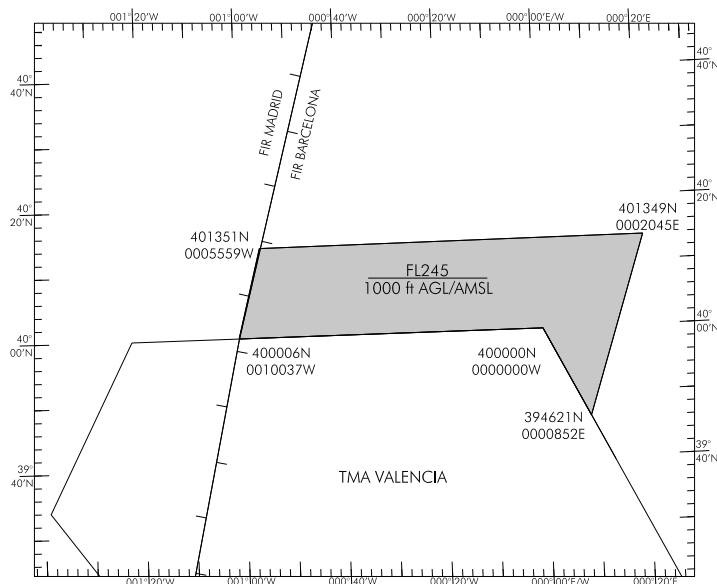 001°20'W
001°00'W
000°40'W
000°20'W
000°00'E/W
000°20'E
40°
40'N
40°
40'N
FIR MADRID
FIR BARCELONA
40°
20'N
40°
20'N
401351N
0005559W
401349N
0002045E
FL245
1000 ft AGL/AMSL
40°
00'N
40°
00'N
400006N
0010037W
400000N
0000000W
394621N
0000852E
39°
40'N
39°
40'N
TMA VALENCIA
001°20'W
001°00'W
000°40'W
000°20'W
000°00'E/W
000°20'E